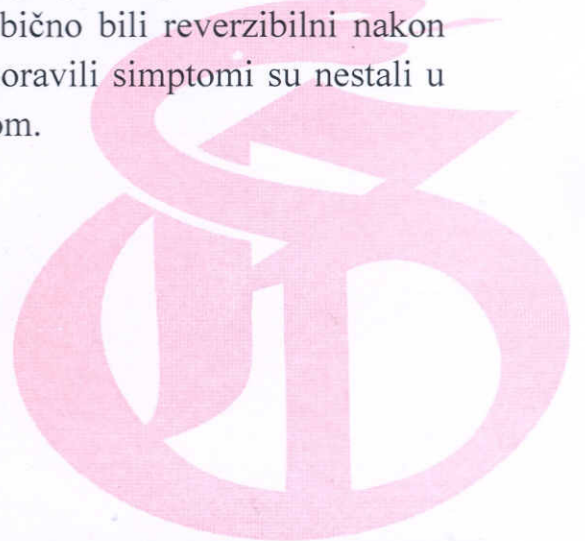 bično bili reverzibilni nakon
oravili simptomi su nestali u
om.